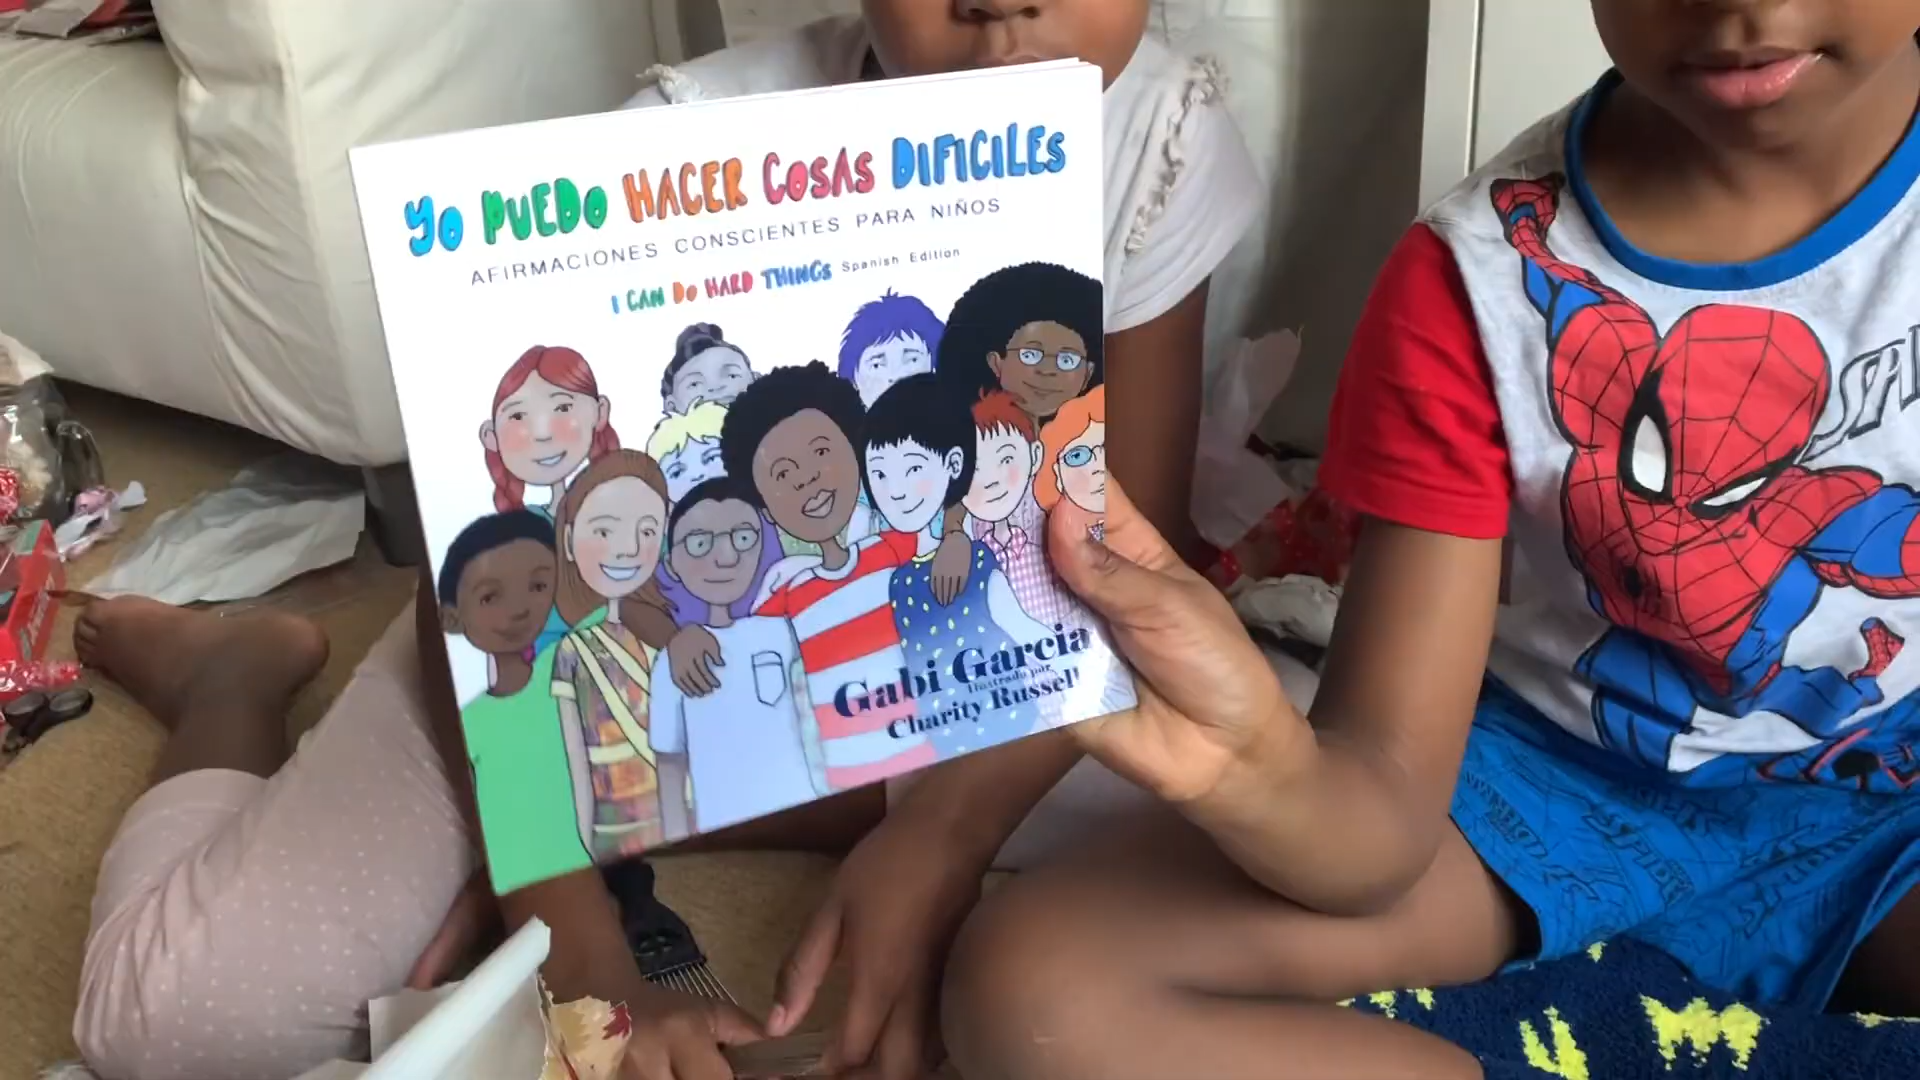 YO PUEDO HACER COSAS DIFICILES
AFIRMACIONES CONSCIENTES PARA NIÑOS
I CAN DO HARD THINGS Spanish Edition
Gabi Garcia
Ilustrado por
Charity Russell